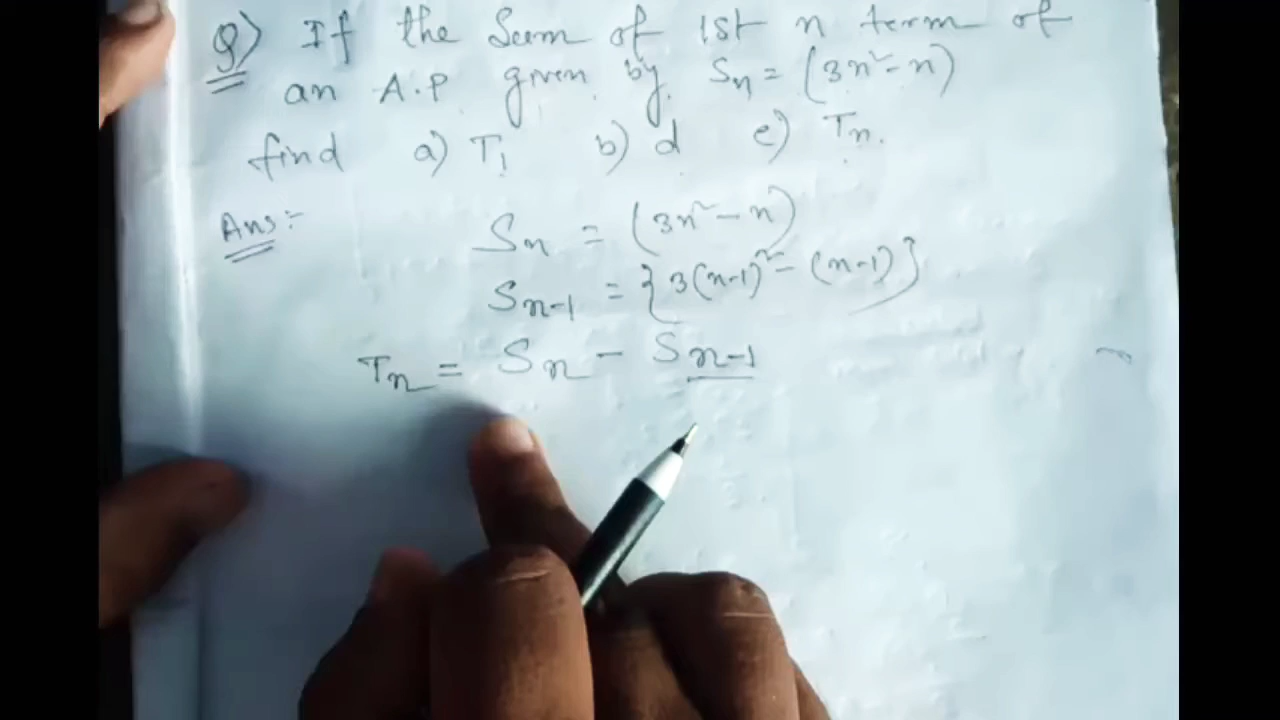 Q) If the Sum of 1st n term of
an A.P. given by Sn = (3n² - n)
find a) T₁ b) d c) Tn.
Ans:- Sn = (3n² - n)
Sn-1 = {3(n-1)² - (n-1)}
Tn = Sn - Sn-1